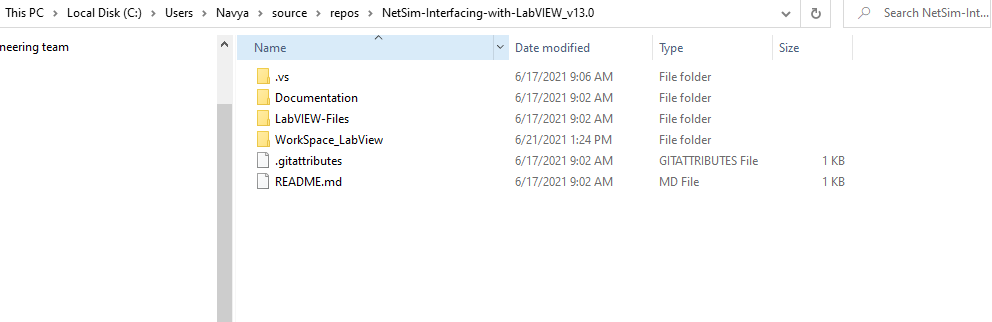 This PC > Local Disk (C:) > Users > Navya > source > repos > NetSim-Interfacing-with-LabVIEW_v13.0
Search NetSim-Int...
neering team
Name Date modified Type Size
.vs 6/17/2021 9:06 AM File folder
Documentation 6/17/2021 9:02 AM File folder
LabVIEW-Files 6/17/2021 9:02 AM File folder
WorkSpace_LabView 6/21/2021 1:24 PM File folder
.gitattributes 6/17/2021 9:02 AM GITATTRIBUTES File 1 KB
README.md 6/17/2021 9:02 AM MD File 1 KB